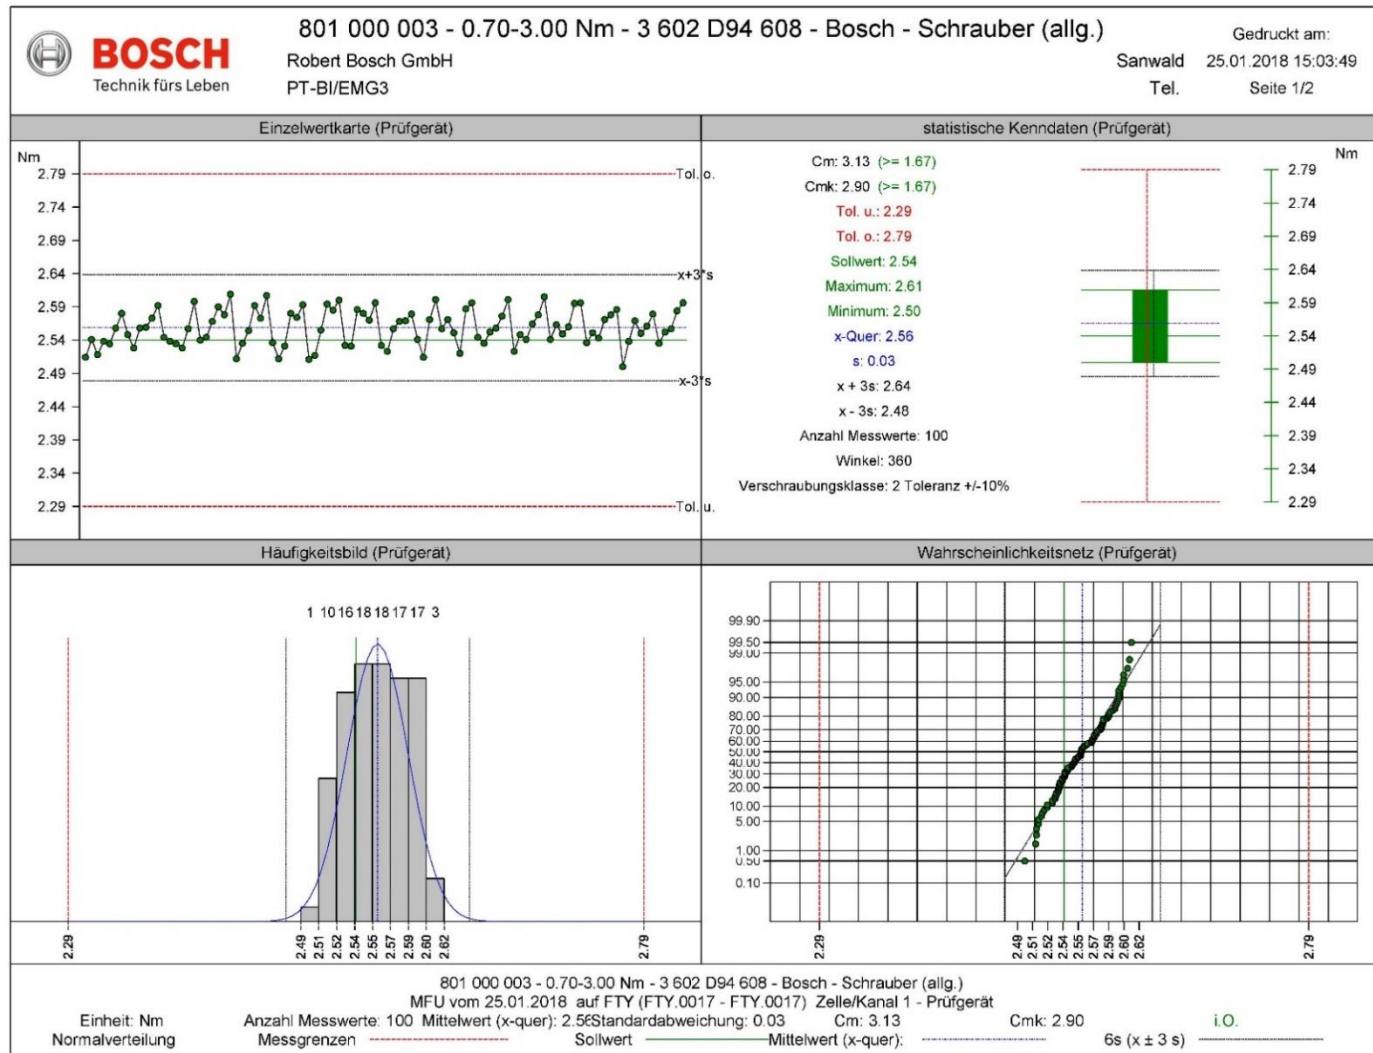 801 000 003 - 0.70-3.00 Nm - 3 602 D94 608 - Bosch - Schrauber (allg.)
BOSCH
Technik fürs Leben
Robert Bosch GmbH
PT-BI/EMG3
Gedruckt am:
Sanwald 25.01.2018 15:03:49
Tel. Seite 1/2
Einzelwertkarte (Prüfgerät)
Nm
2.79
2.74
2.69
2.64
2.59
2.54
2.49
2.44
2.39
2.34
2.29
Tol. o.
x+3*s
x-3*s
Tol. u.
statistische Kenndaten (Prüfgerät)
Cm: 3.13 (>= 1.67)
Cmk: 2.90 (>= 1.67)
Tol. u.: 2.29
Tol. o.: 2.79
Sollwert: 2.54
Maximum: 2.61
Minimum: 2.50
x-Quer: 2.56
s: 0.03
x + 3s: 2.64
x - 3s: 2.48
Anzahl Messwerte: 100
Winkel: 360
Verschraubungsklasse: 2 Toleranz +/-10%
Nm
2.79
2.74
2.69
2.64
2.59
2.54
2.49
2.44
2.39
2.34
2.29
Häufigkeitsbild (Prüfgerät)
1 10 16 18 18 17 17 3
2.29 2.49 2.51 2.52 2.54 2.55 2.57 2.59 2.60 2.62 2.79
Wahrscheinlichkeitsnetz (Prüfgerät)
99.90
99.50
99.00
95.00
90.00
80.00
70.00
60.00
50.00
40.00
30.00
20.00
10.00
5.00
1.00
0.50
0.10
2.29 2.49 2.51 2.52 2.54 2.55 2.57 2.59 2.60 2.62 2.79
801 000 003 - 0.70-3.00 Nm - 3 602 D94 608 - Bosch - Schrauber (allg.)
MFU vom 25.01.2018 auf FTY (FTY.0017 - FTY.0017) Zelle/Kanal 1 - Prüfgerät
Einheit: Nm Anzahl Messwerte: 100 Mittelwert (x-quer): 2.56 Standardabweichung: 0.03 Cm: 3.13 Cmk: 2.90 i.O.
Normalverteilung Messgrenzen Sollwert Mittelwert (x-quer): 6s (x ± 3 s)